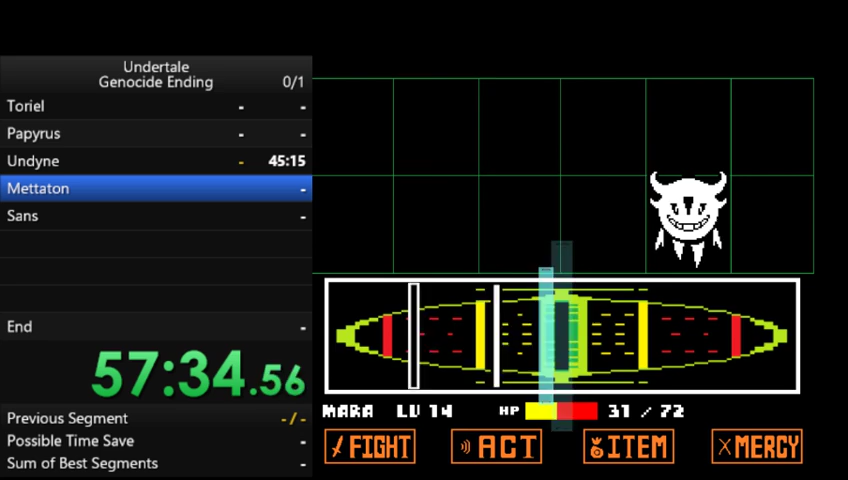 Undertale
Genocide Ending 0/1
Toriel - -
Papyrus - -
Undyne - 45:15
Mettaton -
Sans -
End -
57:34.56
Previous Segment -/-
Possible Time Save -
Sum of Best Segments -
MARA LV 14 HP 31 / 72
FIGHT ACT ITEM MERCY